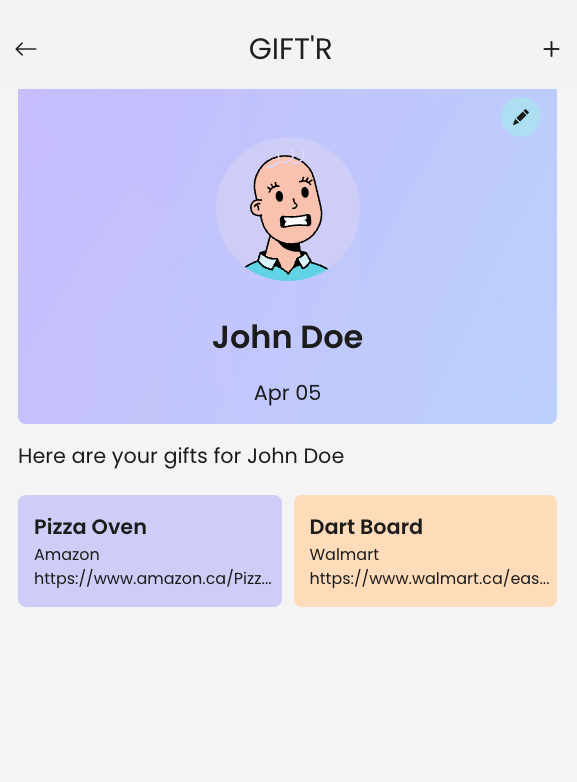 GIFT'R
John Doe
Apr 05
Here are your gifts for John Doe
Pizza Oven
Amazon
https://www.amazon.ca/Pizz...
Dart Board
Walmart
https://www.walmart.ca/eas...